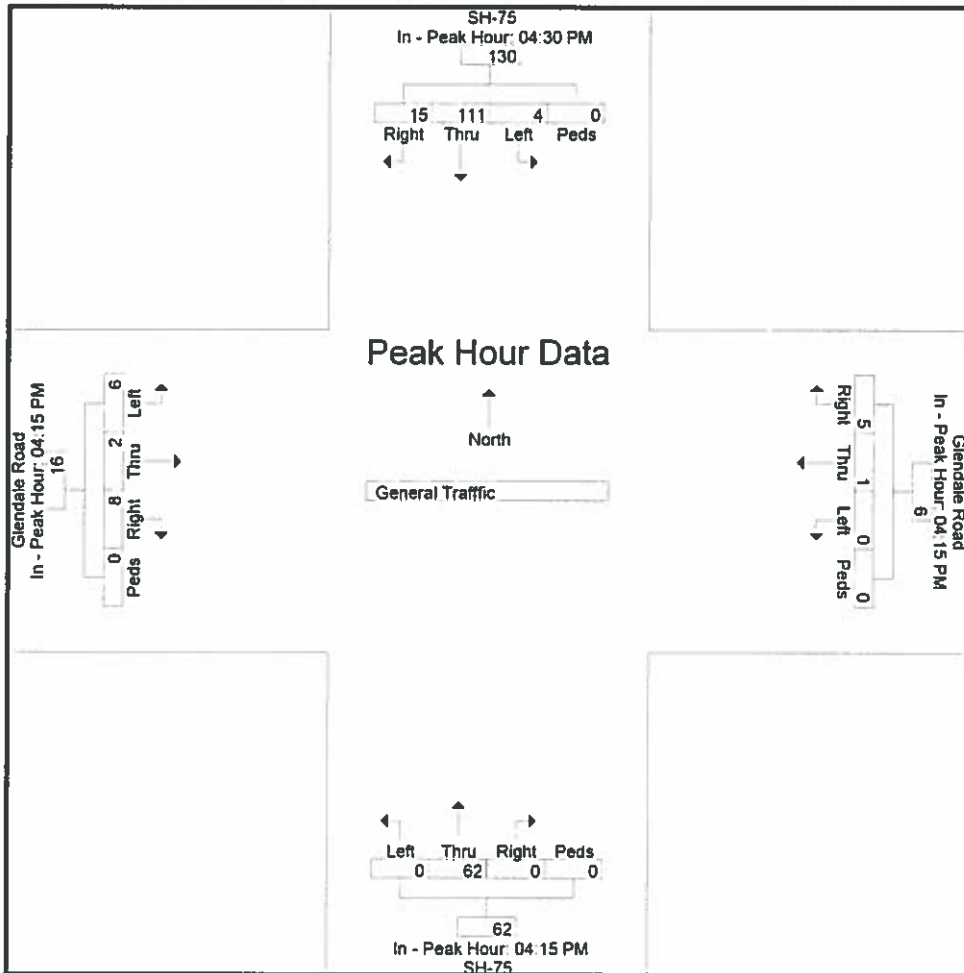 SH-75
In - Peak Hour: 04:30 PM
130
15 111 4 0
Right Thru Left Peds
Peak Hour Data
North
General Trafffic
Glendale Road
In - Peak Hour: 04:15 PM
16
6 2 8 0
Left Thru Right Peds
Glendale Road
In - Peak Hour: 04:15 PM
6
5 1 0 0
Right Thru Left Peds
Left Thru Right Peds
0 62 0 0
62
In - Peak Hour: 04:15 PM
SH-75